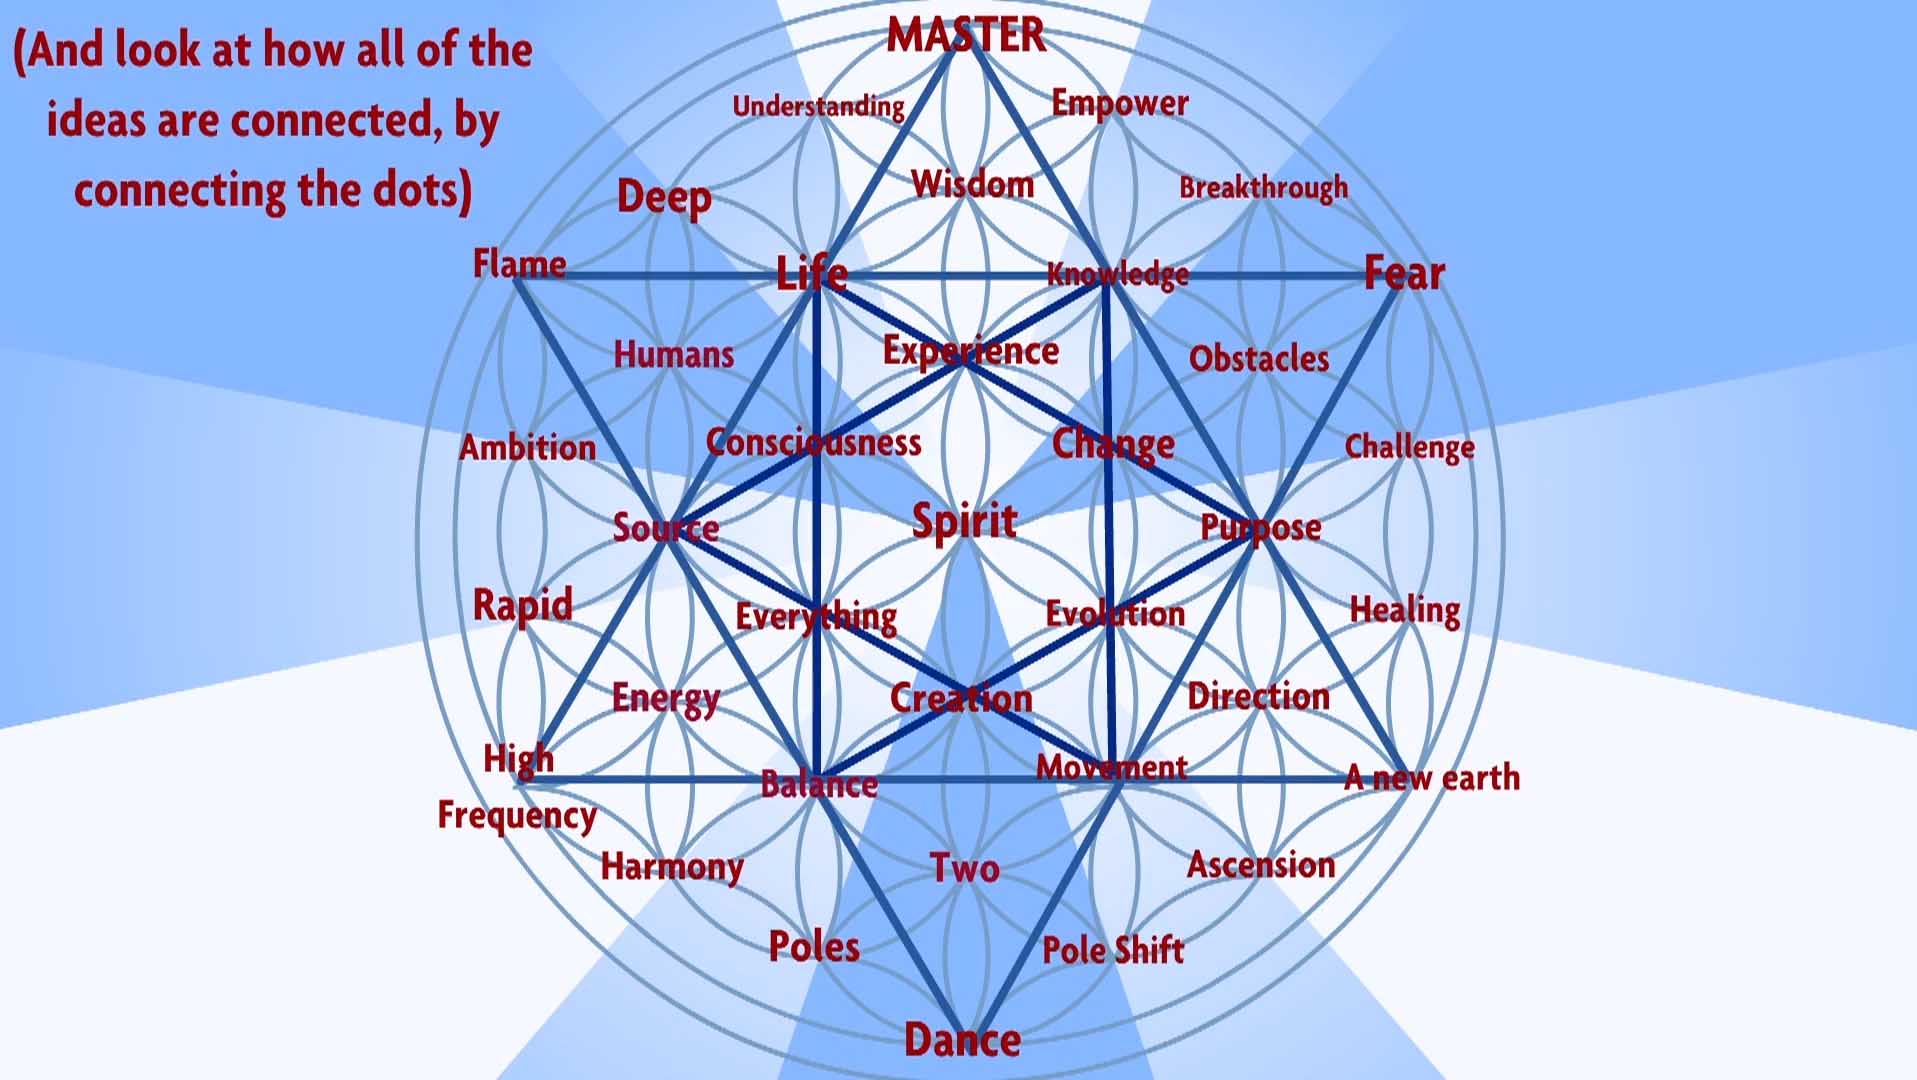 (And look at how all of the
ideas are connected, by
connecting the dots)
MASTER
Understanding
Empower
Deep
Wisdom
Breakthrough
Flame
Life
Knowledge
Fear
Humans
Experience
Obstacles
Ambition
Consciousness
Change
Challenge
Source
Spirit
Purpose
Rapid
Everything
Evolution
Healing
Energy
Creation
Direction
High
Frequency
Balance
Movement
A new earth
Harmony
Two
Ascension
Poles
Pole Shift
Dance